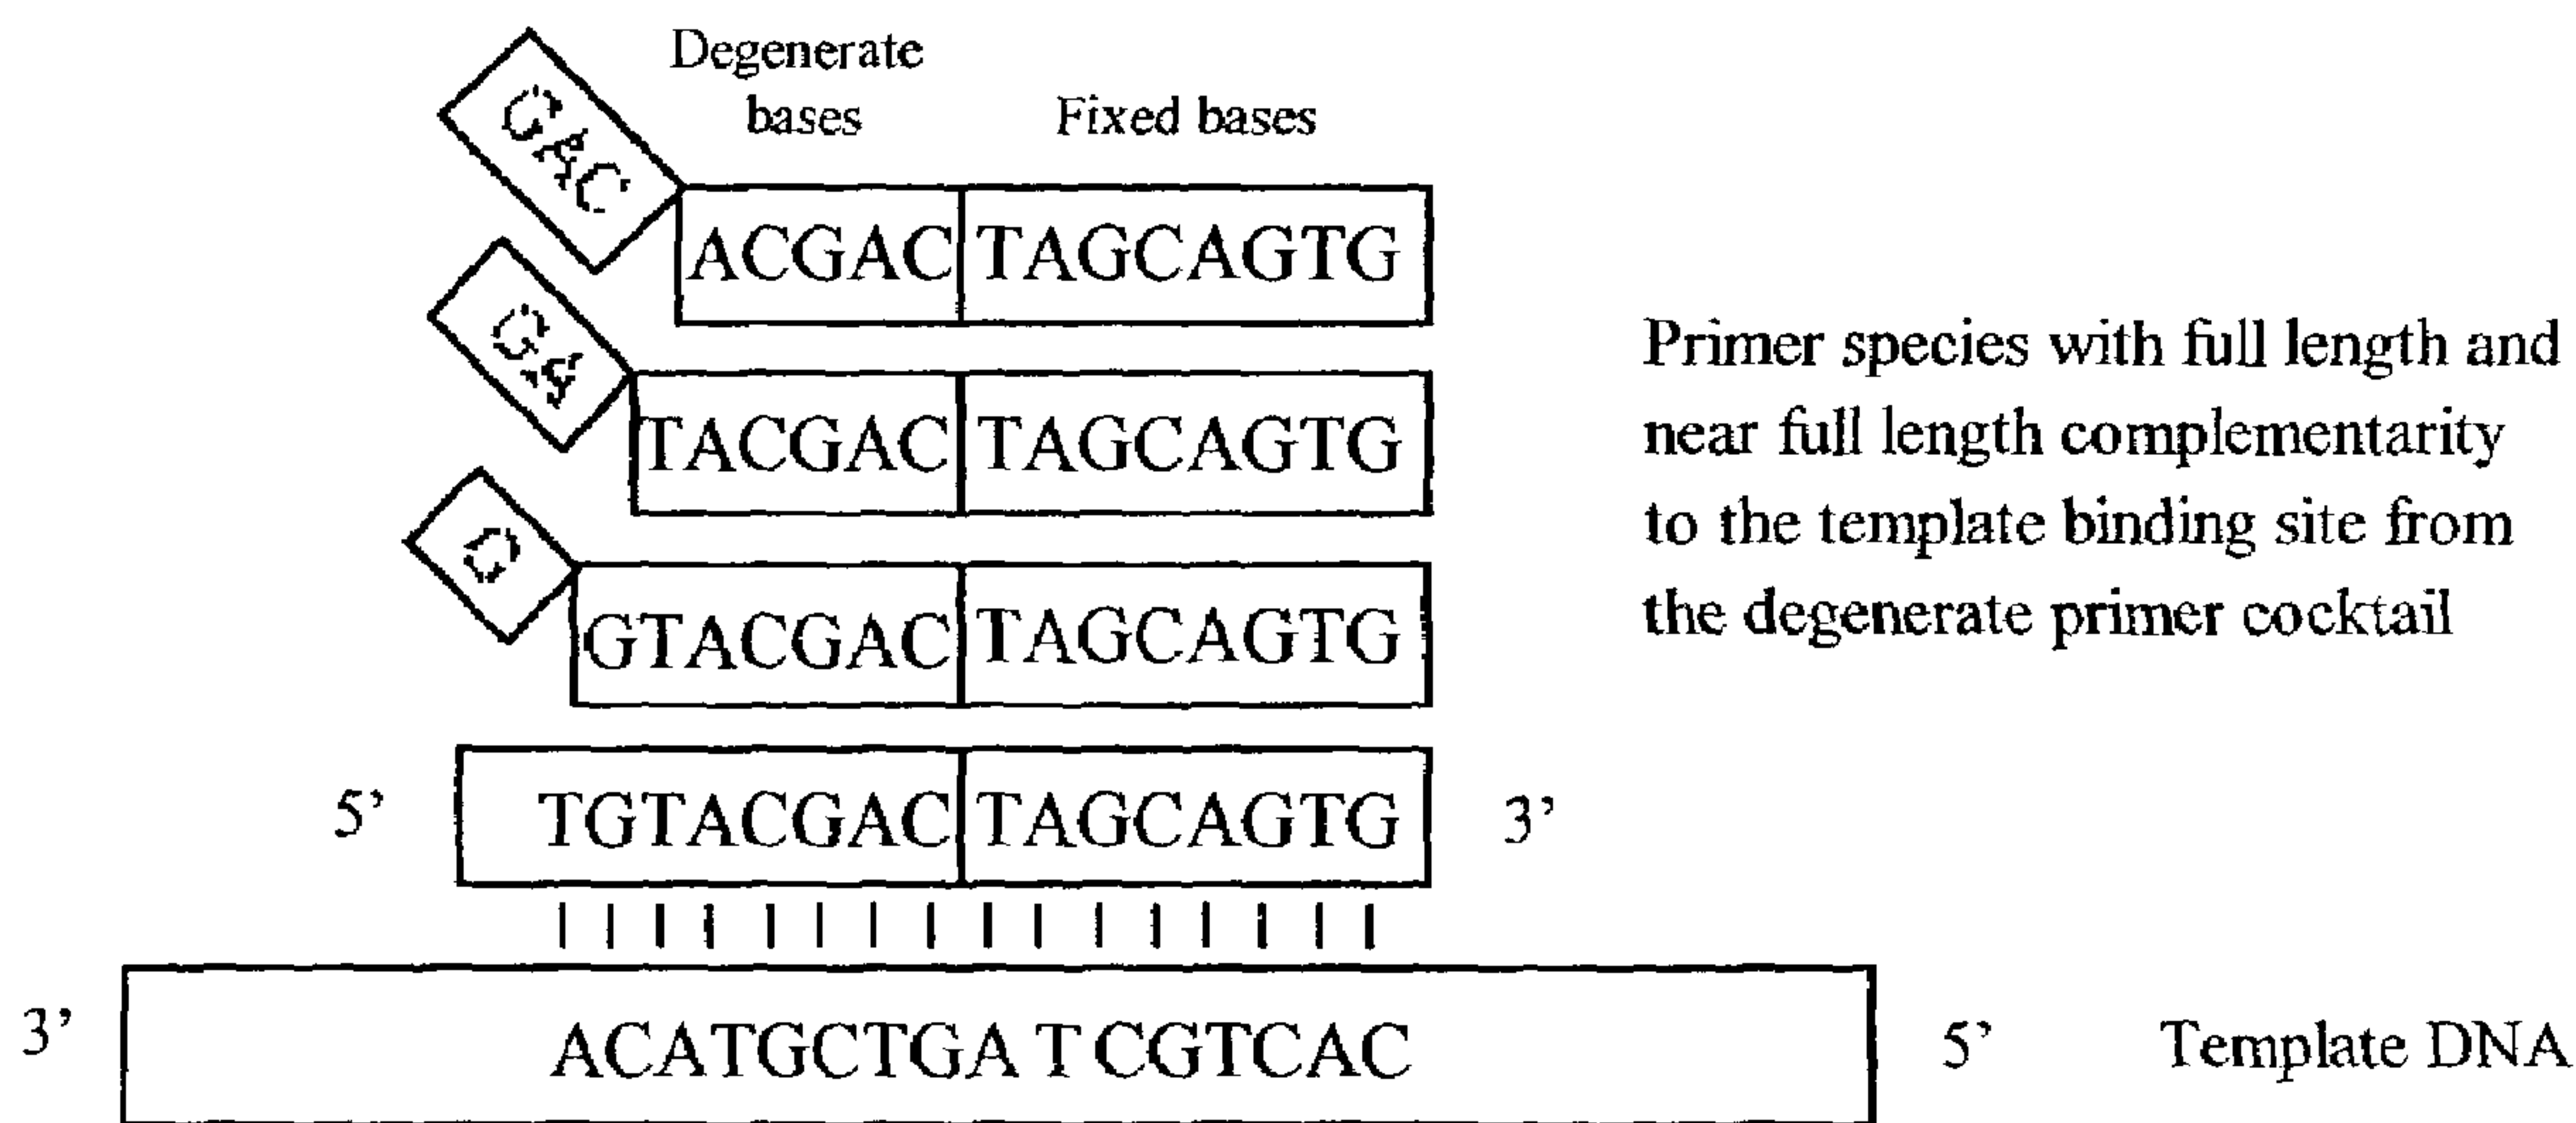 Degenerate
bases
Fixed bases
GAC
ACGAC TAGCAGTG
GA
TACGAC TAGCAGTG
GTACGAC TAGCAGTG
5’ TGTACGAC TAGCAGTG 3’
3’ ACATGCTGA T CGTCAC 5’ Template DNA
Primer species with full length and
near full length complementarity
to the template binding site from
the degenerate primer cocktail